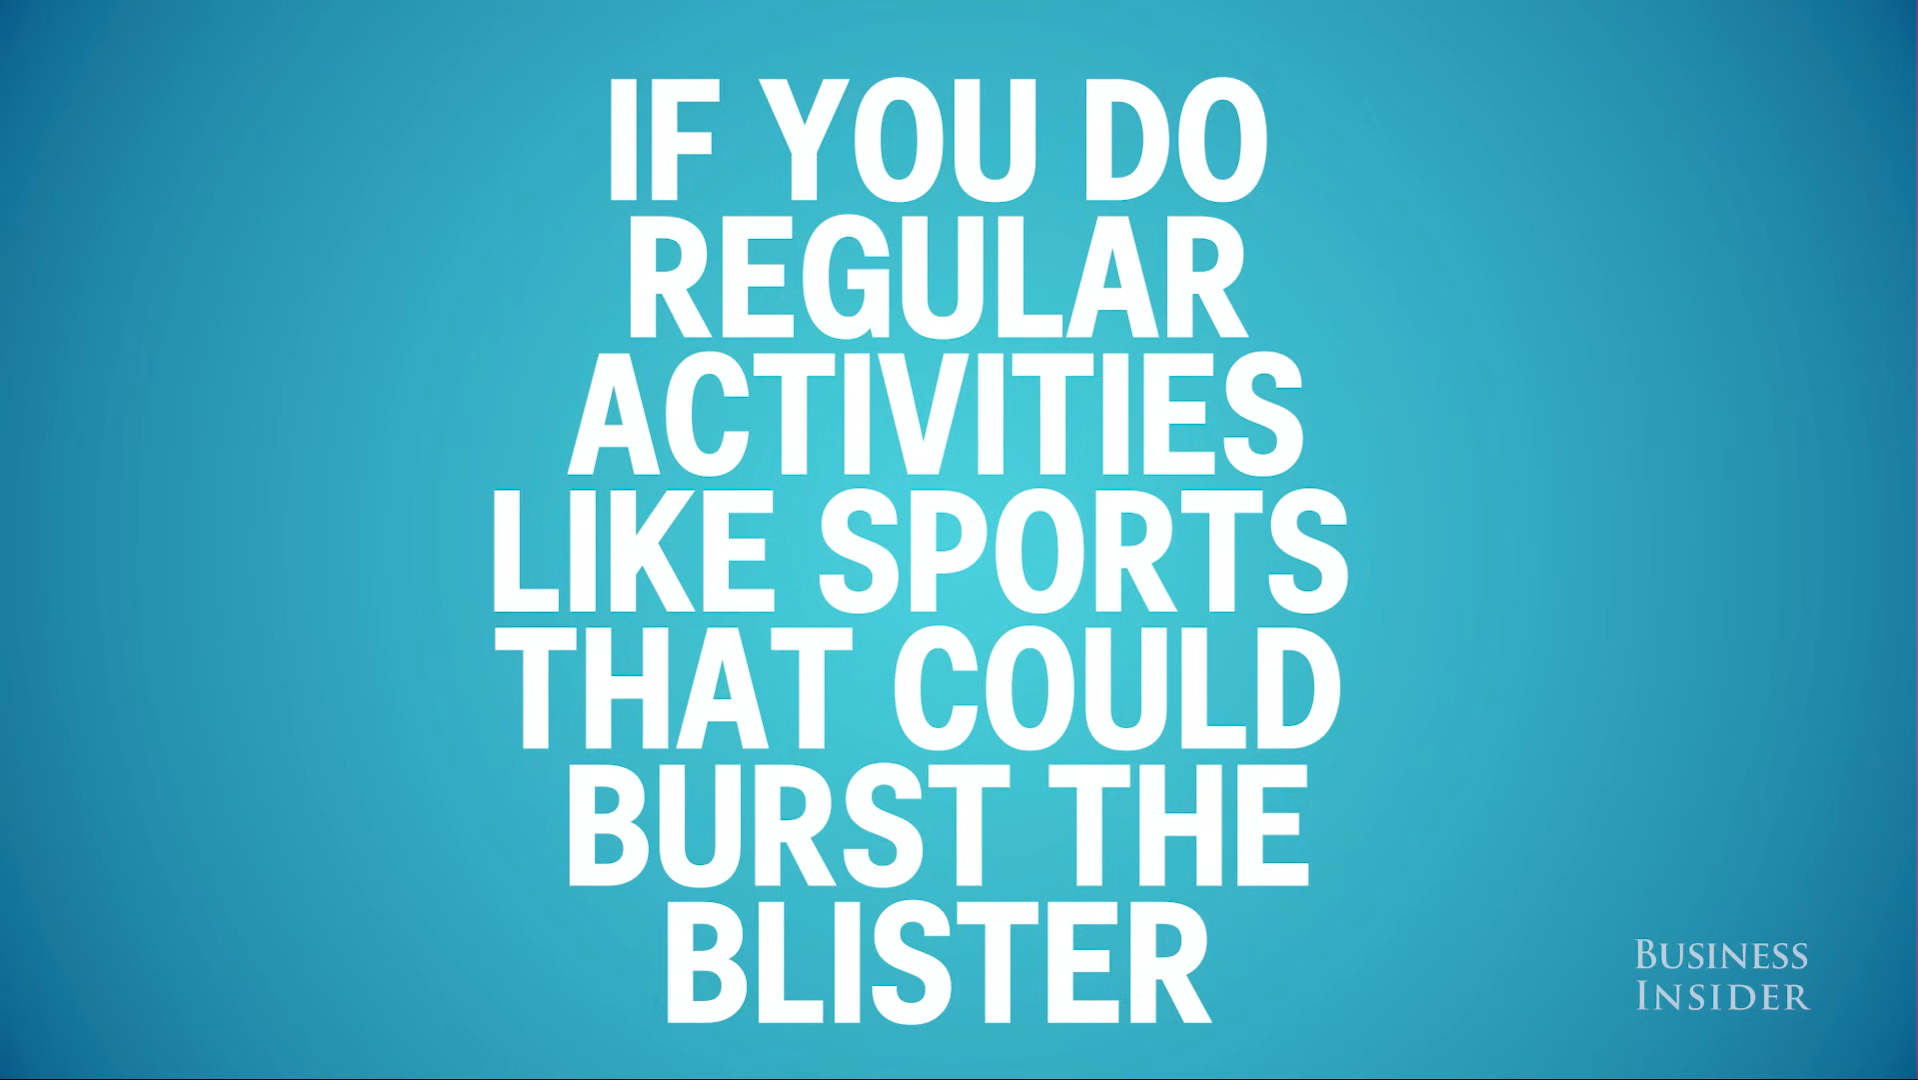 IF YOU DO
REGULAR
ACTIVITIES
LIKE SPORTS
THAT COULD
BURST THE
BLISTER
BUSINESS
INSIDER